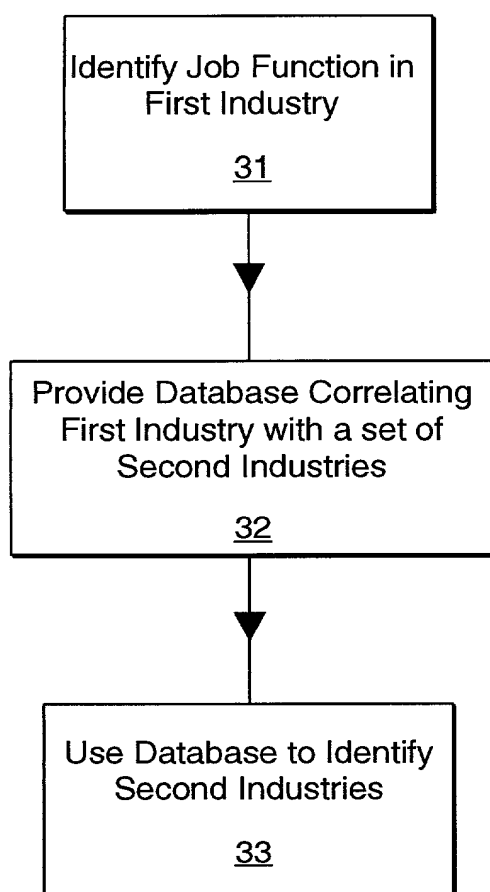 Identify Job Function in
First Industry
31
Provide Database Correlating
First Industry with a set of
Second Industries
32
Use Database to Identify
Second Industries
33